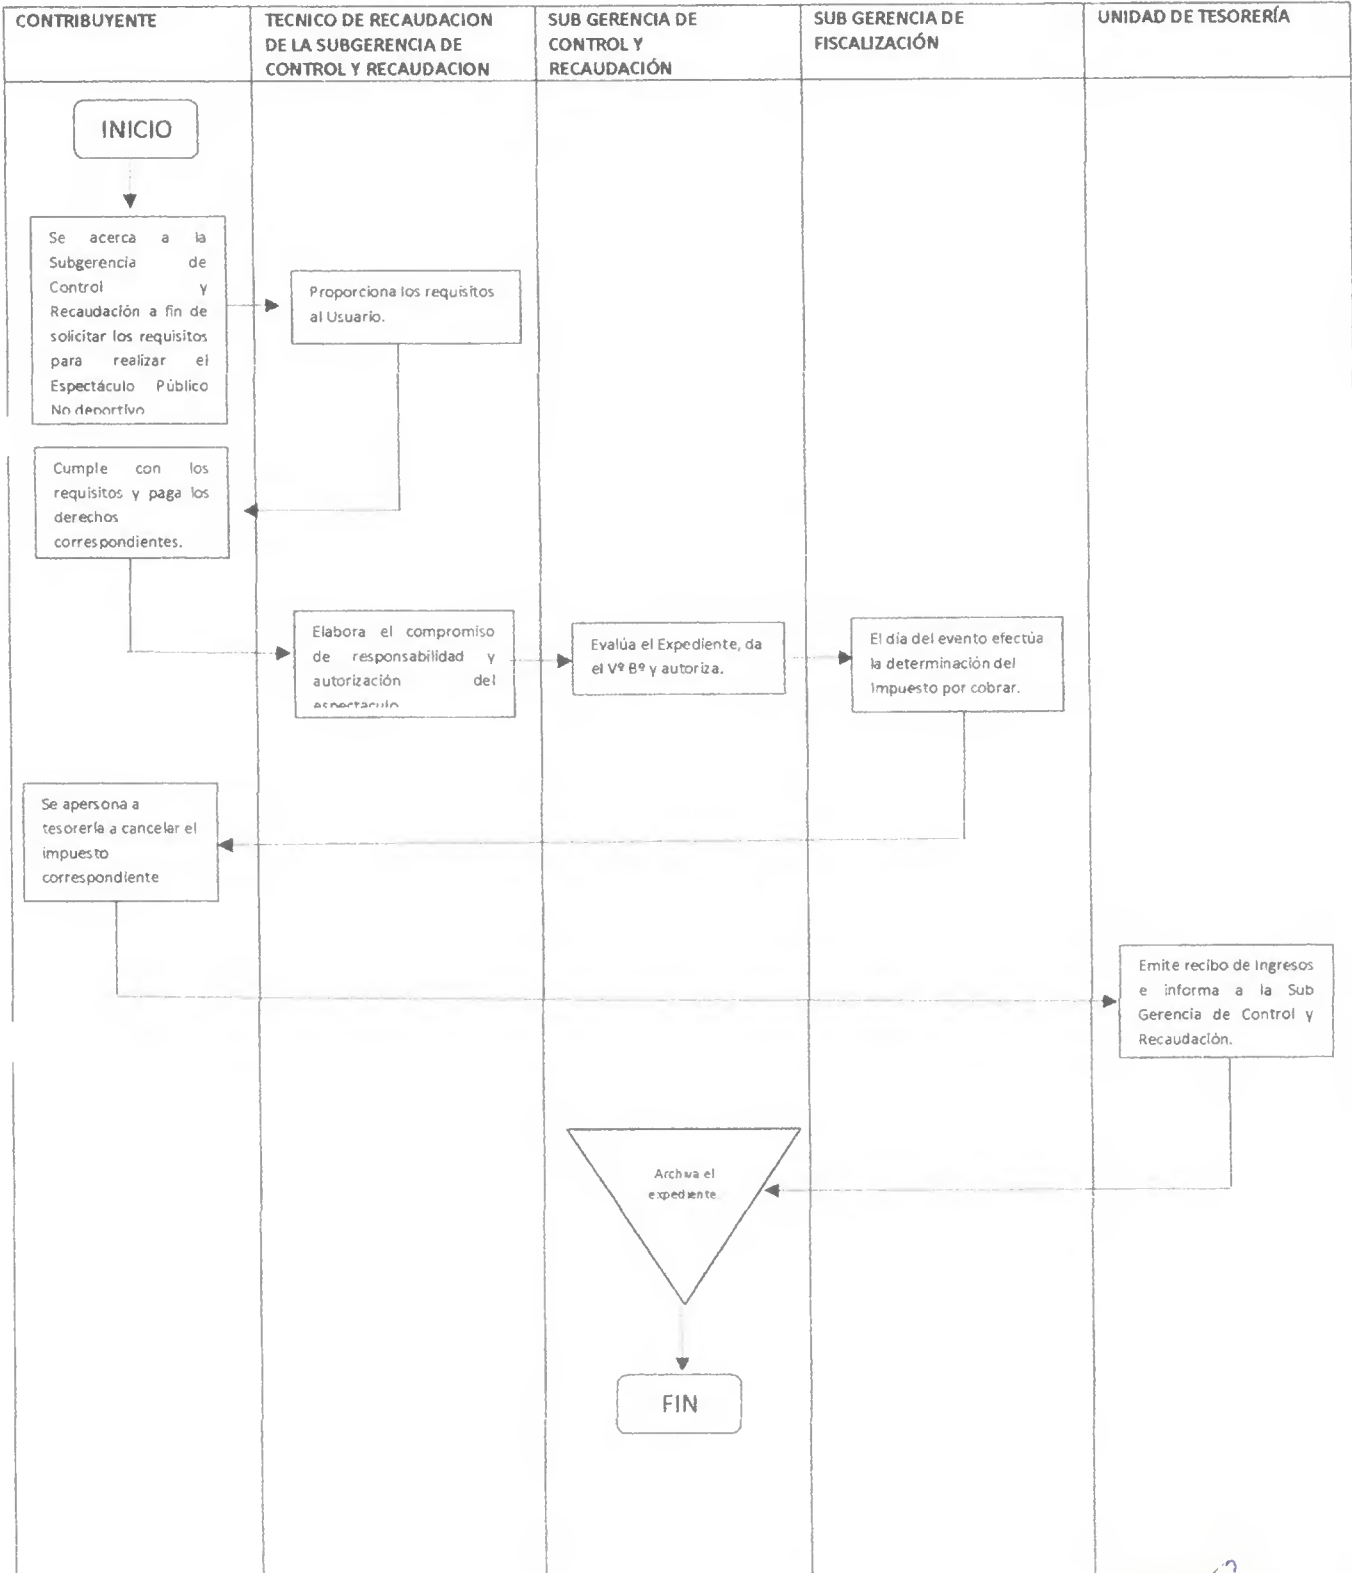 CONTRIBUYENTE
TECNICO DE RECAUDACION
DE LA SUBGERENCIA DE
CONTROL Y RECAUDACION
SUB GERENCIA DE
CONTROL Y
RECAUDACIÓN
SUB GERENCIA DE
FISCALIZACIÓN
UNIDAD DE TESORERÍA
INICIO
Se acerca a la
Subgerencia de
Control y
Recaudación a fin de
solicitar los requisitos
para realizar el
Espectáculo Público
No deportivo
Proporciona los requisitos
al Usuario.
Cumple con los
requisitos y paga los
derechos
correspondientes.
Elabora el compromiso
de responsabilidad y
autorización del
espectáculo
Evalúa el Expediente, da
el Vº Bº y autoriza.
El día del evento efectúa
la determinación del
Impuesto por cobrar.
Se apersona a
tesorería a cancelar el
impuesto
correspondiente
Emite recibo de Ingresos
e informa a la Sub
Gerencia de Control y
Recaudación.
Archiva el
expediente.
FIN